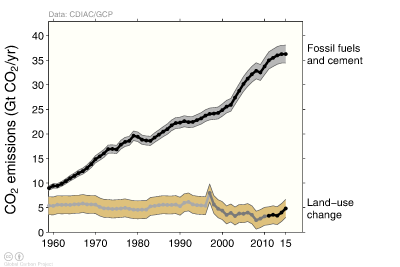 Data: CDIAC/GCP
CO2 emissions (Gt CO2/yr)
40
35
30
25
20
15
10
5
0
1960
1970
1980
1990
2000
2010
15
Fossil fuels
and cement
Land-use
change
Global Carbon Project